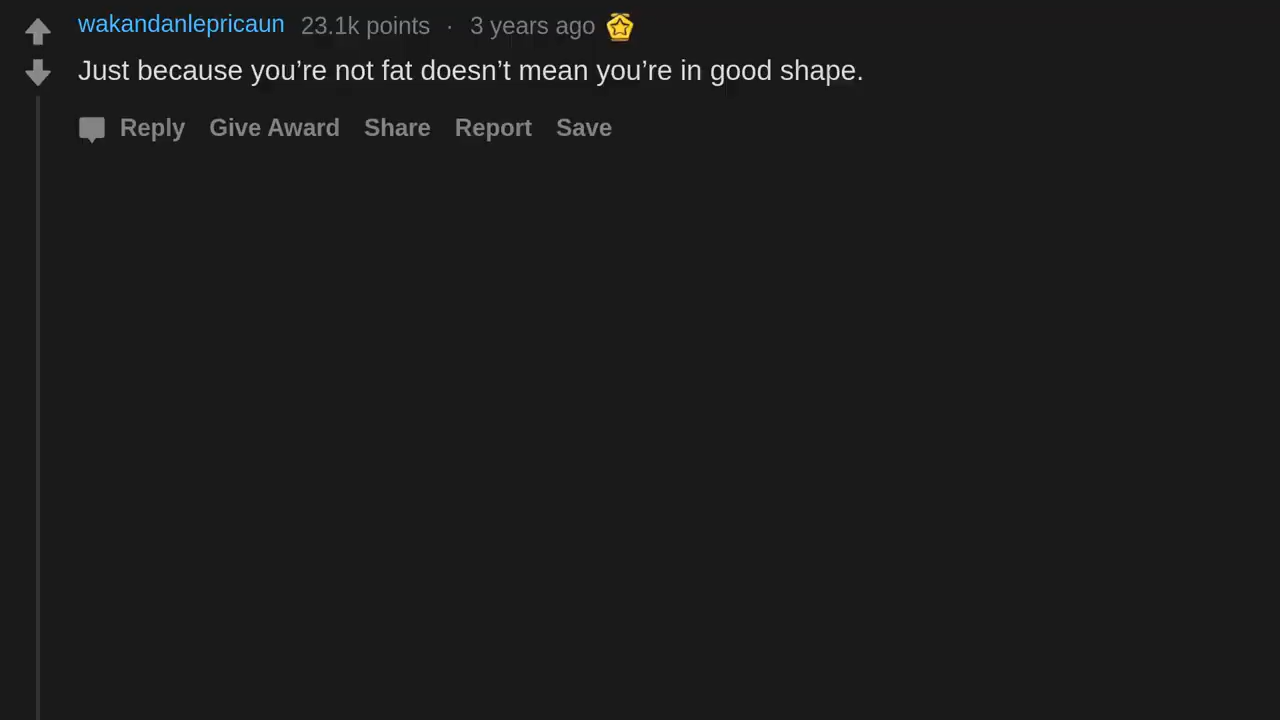 wakandanlepricaun 23.1k points · 3 years ago
Just because you’re not fat doesn’t mean you’re in good shape.
Reply Give Award Share Report Save